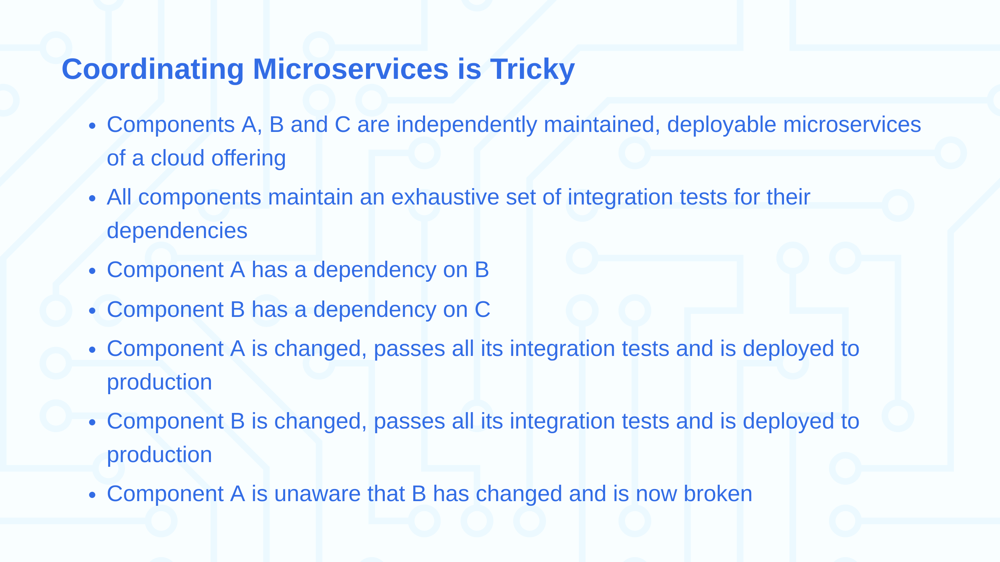 Coordinating Microservices is Tricky
• Components A, B and C are independently maintained, deployable microservices
of a cloud offering
• All components maintain an exhaustive set of integration tests for their
dependencies
• Component A has a dependency on B
• Component B has a dependency on C
• Component A is changed, passes all its integration tests and is deployed to
production
• Component B is changed, passes all its integration tests and is deployed to
production
• Component A is unaware that B has changed and is now broken